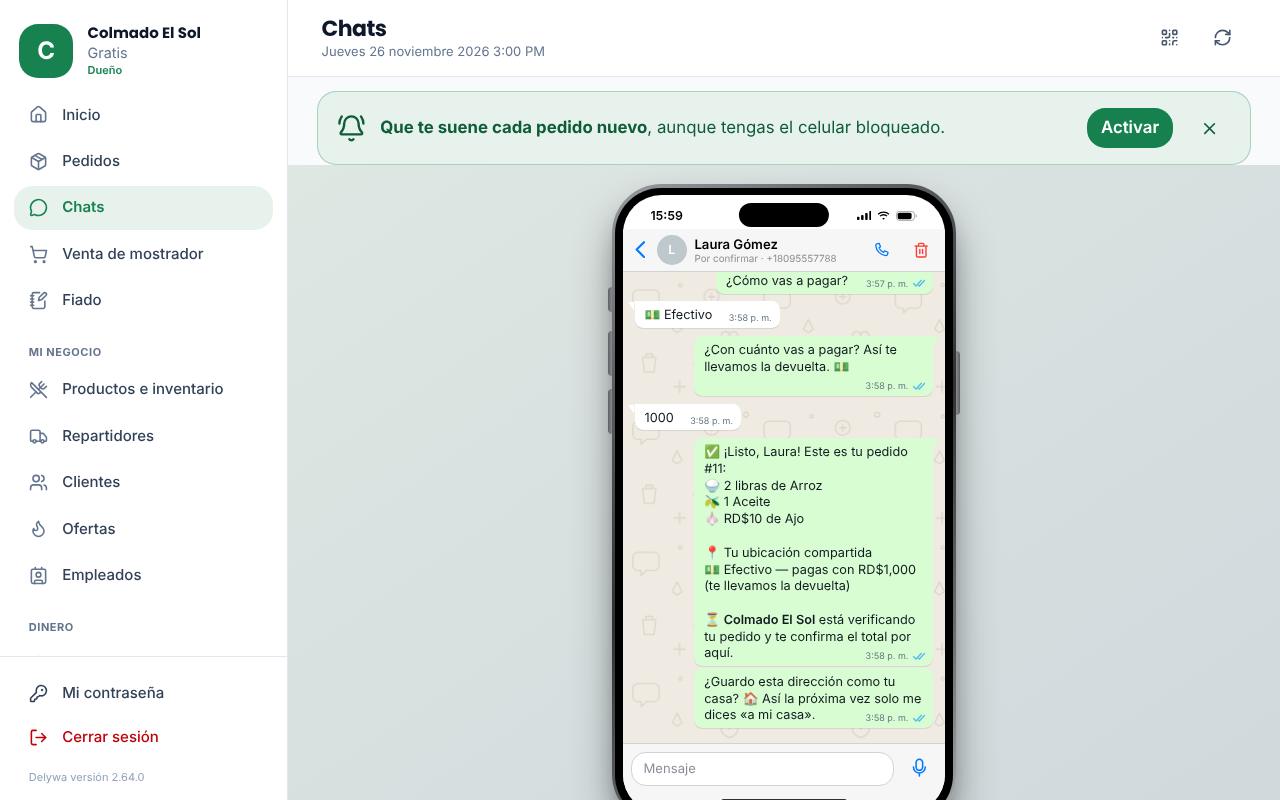 C
Colmado El Sol
Gratis
Dueño
Inicio
Pedidos
Chats
Venta de mostrador
Fiado
MI NEGOCIO
Productos e inventario
Repartidores
Clientes
Ofertas
Empleados
DINERO
Mi contraseña
Cerrar sesión
Delywa versión 2.64.0
Chats
Jueves 26 noviembre 2026 3:00 PM
Que te suene cada pedido nuevo, aunque tengas el celular bloqueado.
Activar
15:59
L
Laura Gómez
Por confirmar · +18095557788
¿Cómo vas a pagar?
3:57 p. m.
💵 Efectivo
3:58 p. m.
¿Con cuánto vas a pagar? Así te
llevamos la devuelta. 💵
3:58 p. m.
1000
3:58 p. m.
✅ ¡Listo, Laura! Este es tu pedido
#11:
🍚 2 libras de Arroz
🫒 1 Aceite
🧄 RD$10 de Ajo
📍 Tu ubicación compartida
💵 Efectivo — pagas con RD$1,000
(te llevamos la devuelta)
⏳ Colmado El Sol está verificando
tu pedido y te confirma el total por
aquí.
3:58 p. m.
¿Guardo esta dirección como tu
casa? 🏠 Así la próxima vez solo me
dices «a mi casa».
3:58 p. m.
Mensaje